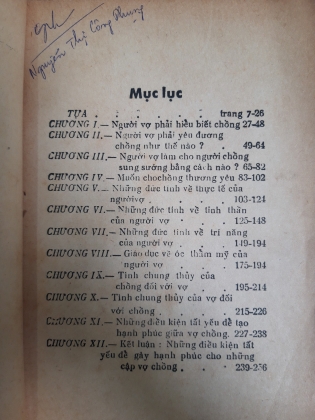 Nguyễn Thị Công Phụng
Mục lục
TỰA . . . . . . trang 7-26
CHƯƠNG I.— Người vợ phải hiểu biết chồng 27-48
CHƯƠNG II.— Người vợ phải yêu đương
chồng như thế nào ? 49-64
CHƯƠNG III.— Người vợ làm cho người chồng
sung sướng bằng cách nào ? 65-82
CHƯƠNG IV.— Muốn cho chồng thương yêu 83-102
CHƯƠNG V.— Những đức tính về thực tế của
người vợ . . . . 103-124
CHƯƠNG VI.— Những đức tính về tinh thần
của người vợ . . . 125-148
CHƯƠNG VII.— Những đức tính về trí năng
của người vợ . . . 149-194
CHƯƠNG VIII.— Giáo dục về óc thẩm mỹ của
người vợ . . . 175-194
CHƯƠNG IX.— Tính chung thủy của
chồng đối với vợ . 195-214
CHƯƠNG X.— Tính chung thủy của vợ đối
với chồng . . . 215-226
CHƯƠNG XI.— Những điều kiện tất yếu để tạo
hạnh phúc giữa vợ chồng. 227-238
CHƯƠNG XII.— Kết luận : Những điều kiện tất
yếu để gây hạnh phúc cho những
cặp vợ chồng . . 239-256